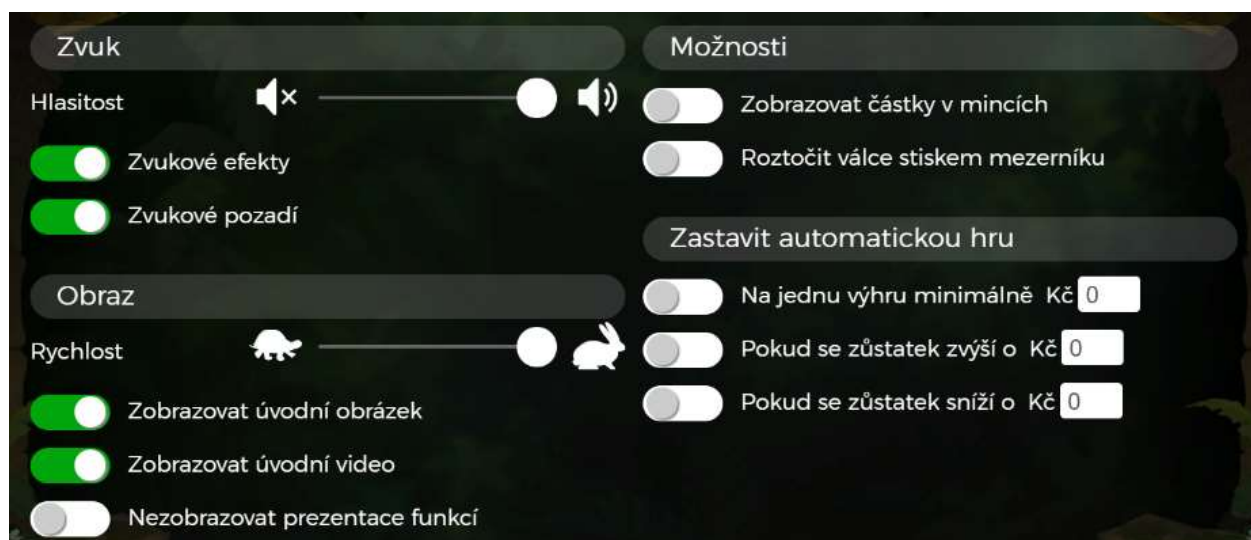 Zvuk
Hlasitost
Zvukové efekty
Zvukové pozadí
Obraz
Rychlost
Zobrazovat úvodní obrázek
Zobrazovat úvodní video
Nezobrazovat prezentace funkcí
Možnosti
Zobrazovat částky v mincích
Roztočit válce stiskem mezerníku
Zastavit automatickou hru
Na jednu výhru minimálně Kč 0
Pokud se zůstatek zvýší o Kč 0
Pokud se zůstatek sníží o Kč 0